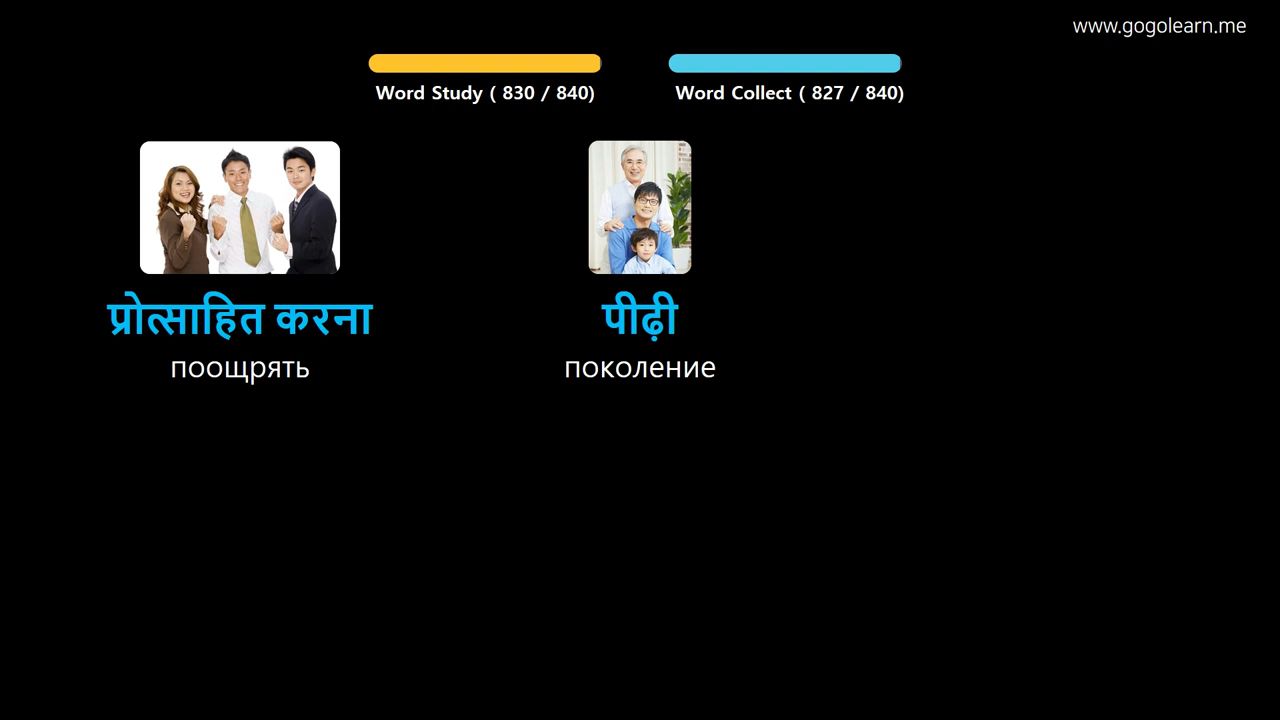 www.gogolearn.me
Word Study ( 830 / 840)
Word Collect ( 827 / 840)
प्रोत्साहित करना
поощрять
पीढ़ी
поколение